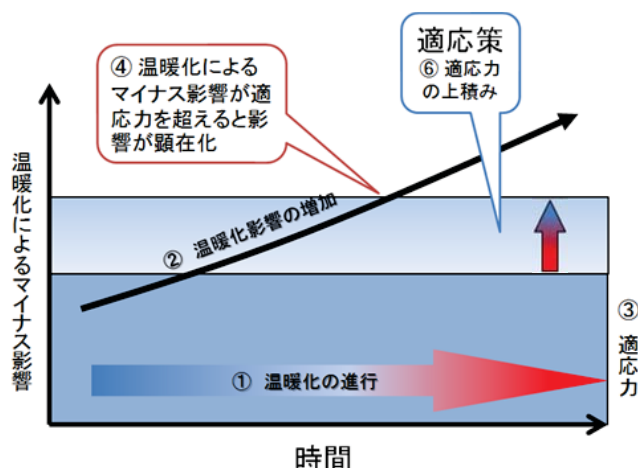 ④ 温暖化による
マイナス影響が適
応力を超えると影
響が顕在化
適応策
⑥ 適応力
の上積み
温暖化によるマイナス影響
② 温暖化影響の増加
③ 適応力
① 温暖化の進行
時間